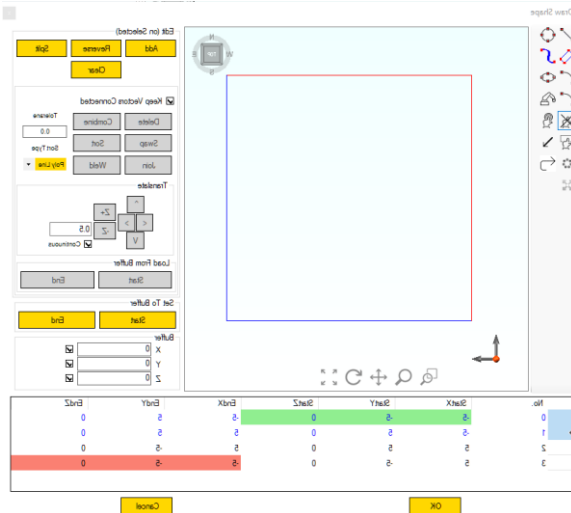 Draw Shape
N
W TOP E
N
Edit (on Selected)
Add Reverse Split
Clear
Keep Vectors Connected
Delete Combine Tolerane
0.0
Swap Sort Sort Type
Join Weld PolyLine
Translate
^ Z+
< > Z- 0.5
V Continuous
Load From Buffer
Start End
Set To Buffer
Start End
Buffer
X 0
Y 0
Z 0
No. StartX StartY StartZ EndX EndY EndZ
0 -5 -5 0 -5 5 0
1 -5 5 0 5 5 0
2 5 5 0 5 -5 0
3 5 -5 0 -5 -5 0
OK Cancel